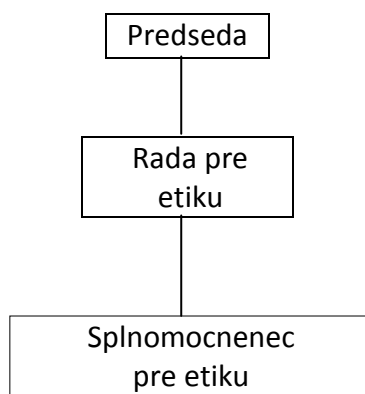 Predseda
Rada pre
etiku
Splnomocnenec
pre etiku